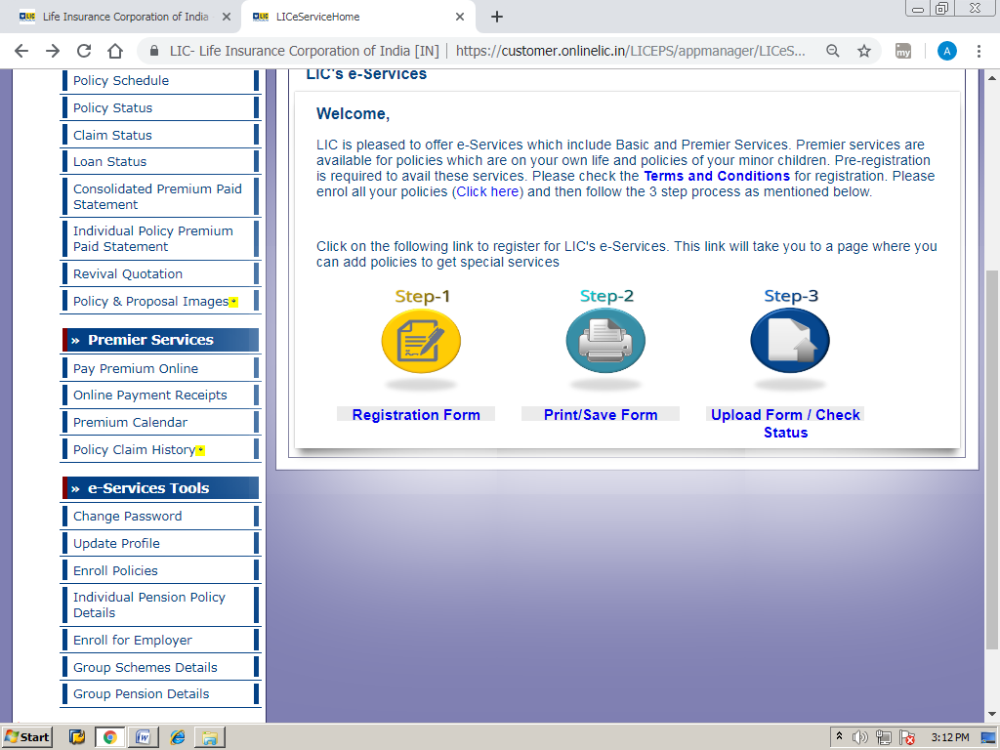 Life Insurance Corporation of India
LICeServiceHome
LIC- Life Insurance Corporation of India [IN]
https://customer.onlinelic.in/LICEPS/appmanager/LICeS...
my
A
Policy Schedule
Policy Status
Claim Status
Loan Status
Consolidated Premium Paid
Statement
Individual Policy Premium
Paid Statement
Revival Quotation
Policy & Proposal Images
» Premier Services
Pay Premium Online
Online Payment Receipts
Premium Calendar
Policy Claim History
» e-Services Tools
Change Password
Update Profile
Enroll Policies
Individual Pension Policy
Details
Enroll for Employer
Group Schemes Details
Group Pension Details
LIC's e-Services
Welcome,
LIC is pleased to offer e-Services which include Basic and Premier Services. Premier services are
available for policies which are on your own life and policies of your minor children. Pre-registration
is required to avail these services. Please check the Terms and Conditions for registration. Please
enrol all your policies (Click here) and then follow the 3 step process as mentioned below.
Click on the following link to register for LIC's e-Services. This link will take you to a page where you
can add policies to get special services
Step-1
Step-2
Step-3
Registration Form
Print/Save Form
Upload Form / Check
Status
Start
3:12 PM